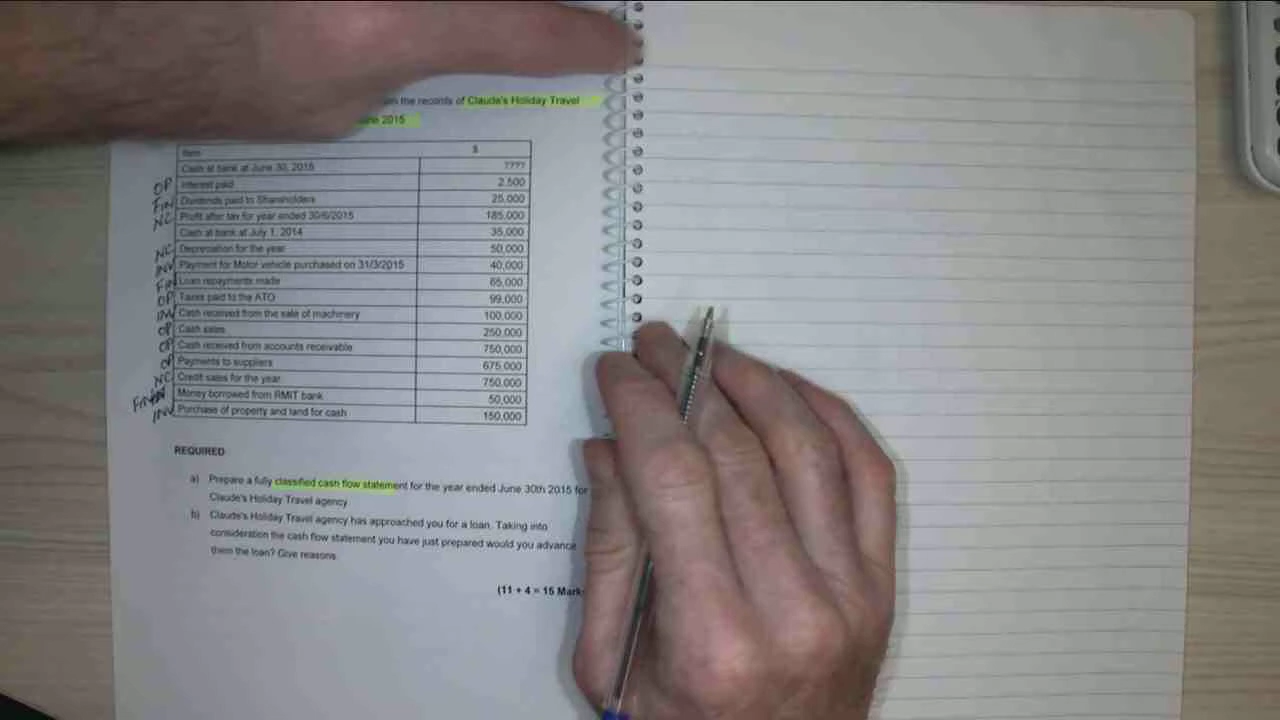 the records of Claude's Holiday Travel
June 2015
Item $
Cash at bank at June 30, 2015 ????
OP Interest paid 2,500
FIN Dividends paid to Shareholders 25,000
NC Profit after tax for year ended 30/6/2015 185,000
Cash at bank at July 1, 2014 35,000
NC Depreciation for the year 50,000
INV Payment for Motor vehicle purchased on 31/3/2015 40,000
FIN Loan repayments made 65,000
OP Taxes paid to the ATO 99,000
INV Cash received from the sale of machinery 100,000
OP Cash sales 250,000
OP Cash received from accounts receivable 750,000
OP Payments to suppliers 675,000
NC Credit sales for the year 750,000
FIN Money borrowed from RMIT bank 50,000
INV Purchase of property and land for cash 150,000
REQUIRED
a) Prepare a fully classified cash flow statement for the year ended June 30th 2015 for
Claude's Holiday Travel agency
b) Claude's Holiday Travel agency has approached you for a loan. Taking into
consideration the cash flow statement you have just prepared would you advance
them the loan? Give reasons
(11 + 4 = 15 Mark